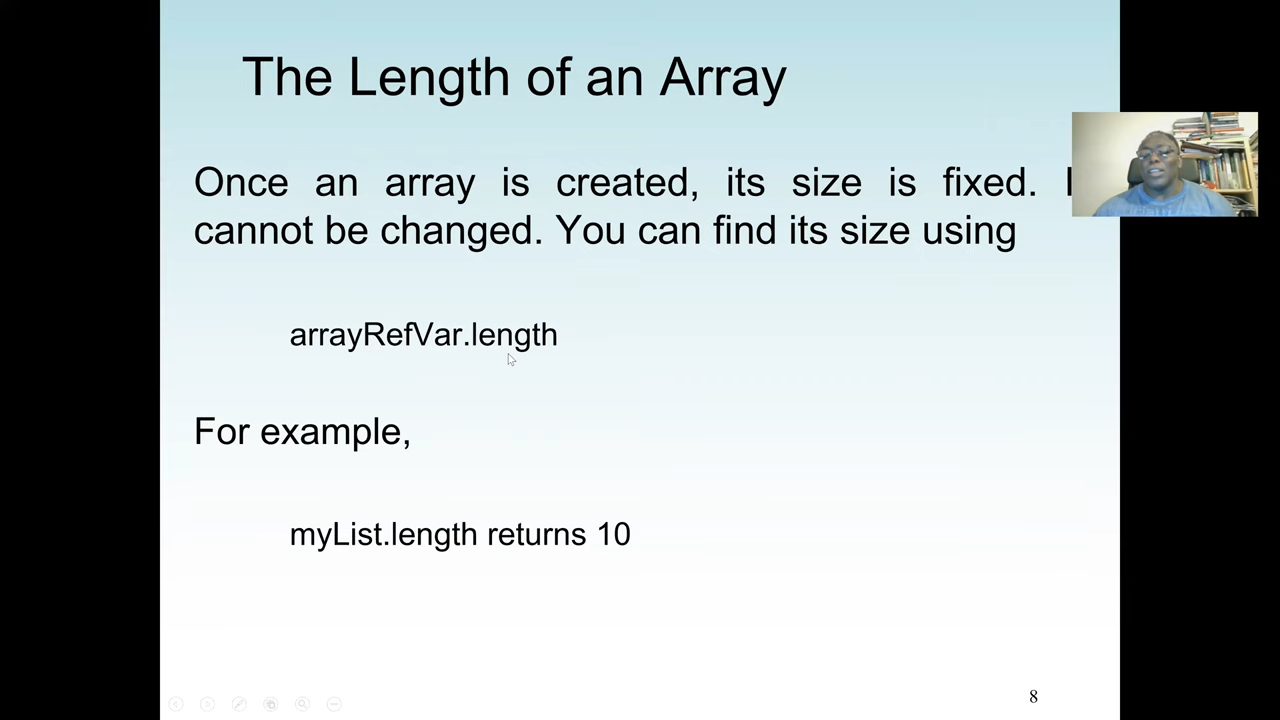 The Length of an Array
Once an array is created, its size is fixed.
cannot be changed. You can find its size using
arrayRefVar.length
For example,
myList.length returns 10
8